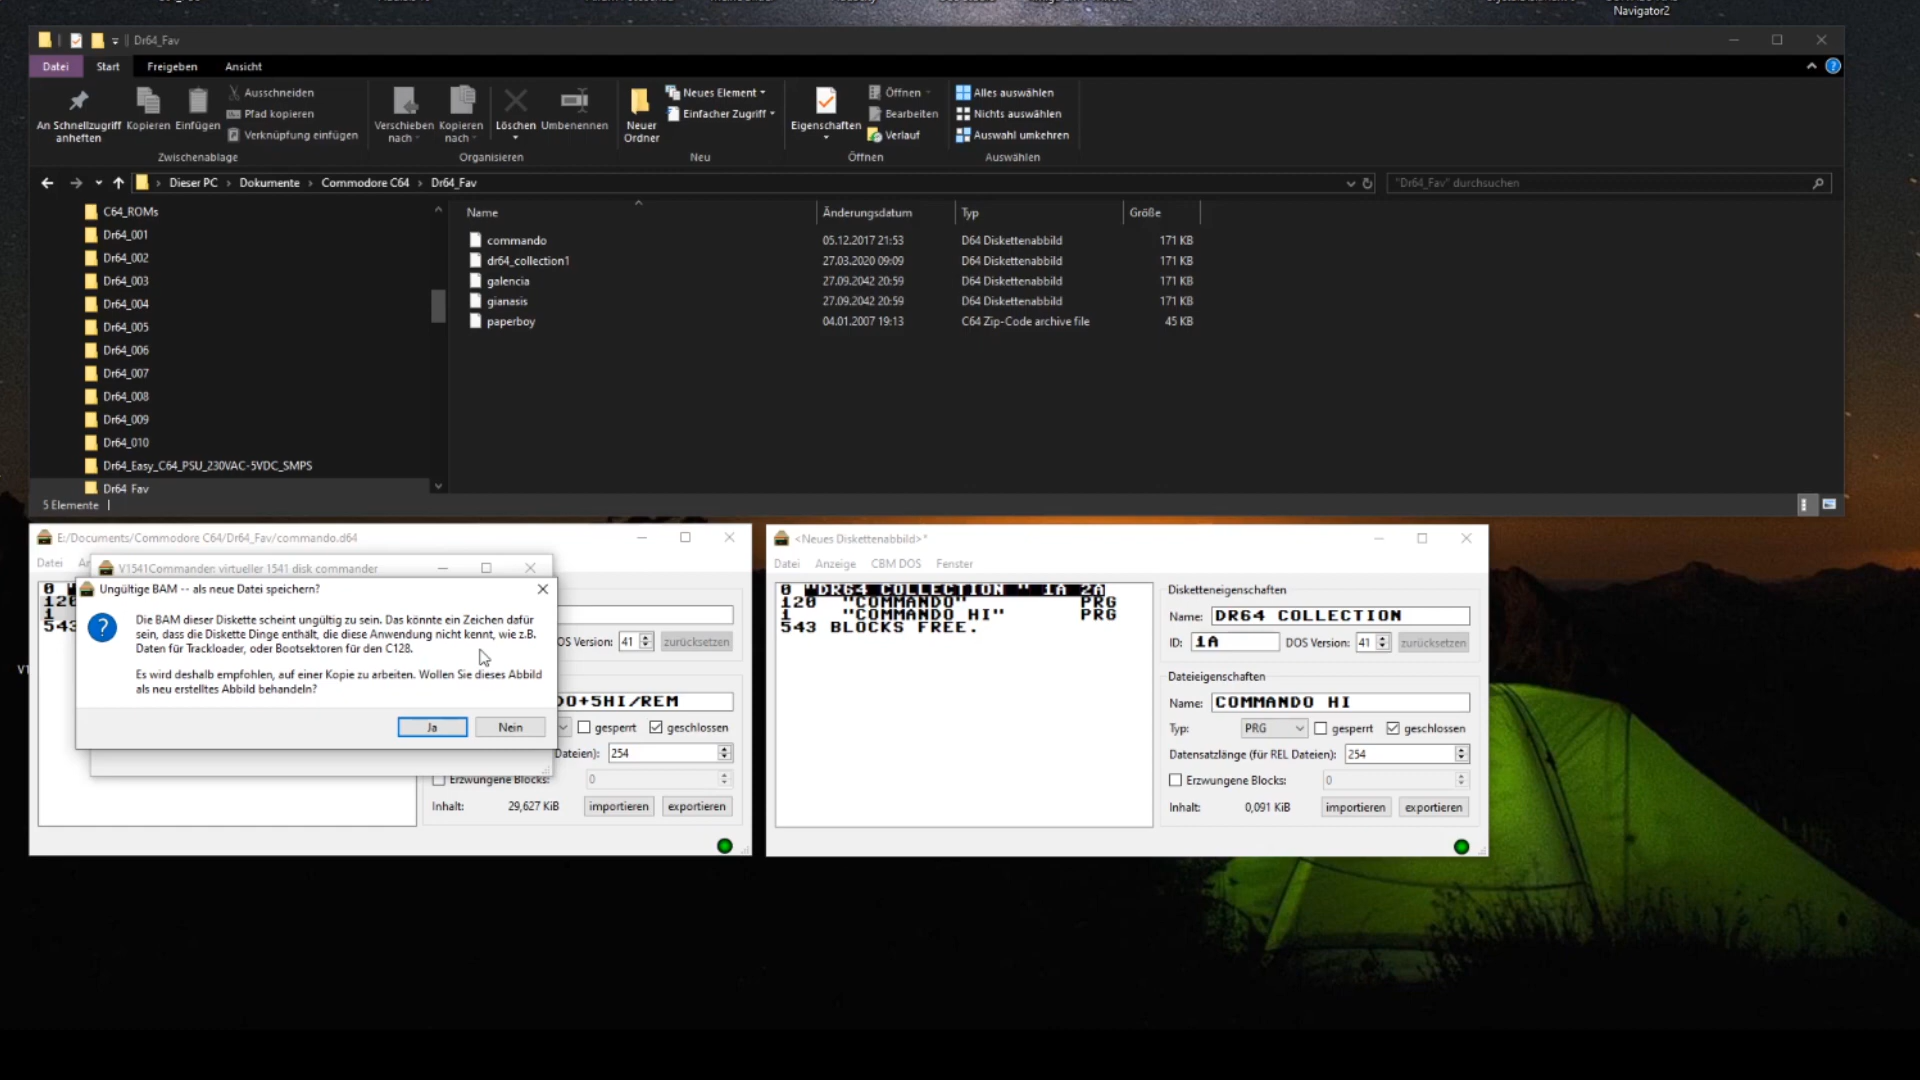 Navigator2
Dr64_Fav
Datei
Start
Freigeben
Ansicht
An Schnellzugriff
anheften
Kopieren
Einfügen
Ausschneiden
Pfad kopieren
Verknüpfung einfügen
Zwischenablage
Verschieben
nach
Kopieren
nach
Löschen
Umbenennen
Organisieren
Neuer
Ordner
Neues Element
Einfacher Zugriff
Neu
Eigenschaften
Öffnen
Bearbeiten
Verlauf
Öffnen
Alles auswählen
Nichts auswählen
Auswahl umkehren
Auswählen
Dieser PC › Dokumente › Commodore C64 › Dr64_Fav
"Dr64_Fav" durchsuchen
C64_ROMs
Dr64_001
Dr64_002
Dr64_003
Dr64_004
Dr64_005
Dr64_006
Dr64_007
Dr64_008
Dr64_009
Dr64_010
Dr64_Easy_C64_PSU_230VAC-5VDC_SMPS
Dr64_Fav
Name Änderungsdatum Typ Größe
commando 05.12.2017 21:53 D64 Diskettenabbild 171 KB
dr64_collection1 27.03.2020 09:09 D64 Diskettenabbild 171 KB
galencia 27.09.2042 20:59 D64 Diskettenabbild 171 KB
gianasis 27.09.2042 20:59 D64 Diskettenabbild 171 KB
paperboy 04.01.2007 19:13 C64 Zip-Code archive file 45 KB
5 Elemente
E:/Documents/Commodore C64/Dr64_Fav/commando.d64
Datei
V1541Commander: virtueller 1541 disk commander
Ungültige BAM -- als neue Datei speichern?
Die BAM dieser Diskette scheint ungültig zu sein. Das könnte ein Zeichen dafür
sein, dass die Diskette Dinge enthält, die diese Anwendung nicht kennt, wie z.B.
Daten für Trackloader, oder Bootsektoren für den C128.
Es wird deshalb empfohlen, auf einer Kopie zu arbeiten. Wollen Sie dieses Abbild
als neu erstelltes Abbild behandeln?
Ja
Nein
0
120
1
543
OS Version: 41 zurücksetzen
O+5HI/REM
gesperrt geschlossen
Dateien): 254
Erzwungene Blocks: 0
Inhalt: 29,627 KiB importieren exportieren
<Neues Diskettenabbild>*
Datei Anzeige CBM DOS Fenster
0 "DR64 COLLECTION " 1A 2A
120 "COMMANDO" PRG
1 "COMMANDO HI" PRG
543 BLOCKS FREE.
Disketteneigenschaften
Name: DR64 COLLECTION
ID: 1A DOS Version: 41 zurücksetzen
Dateieigenschaften
Name: COMMANDO HI
Typ: PRG gesperrt geschlossen
Datensatzlänge (für REL Dateien): 254
Erzwungene Blocks: 0
Inhalt: 0,091 KiB importieren exportieren